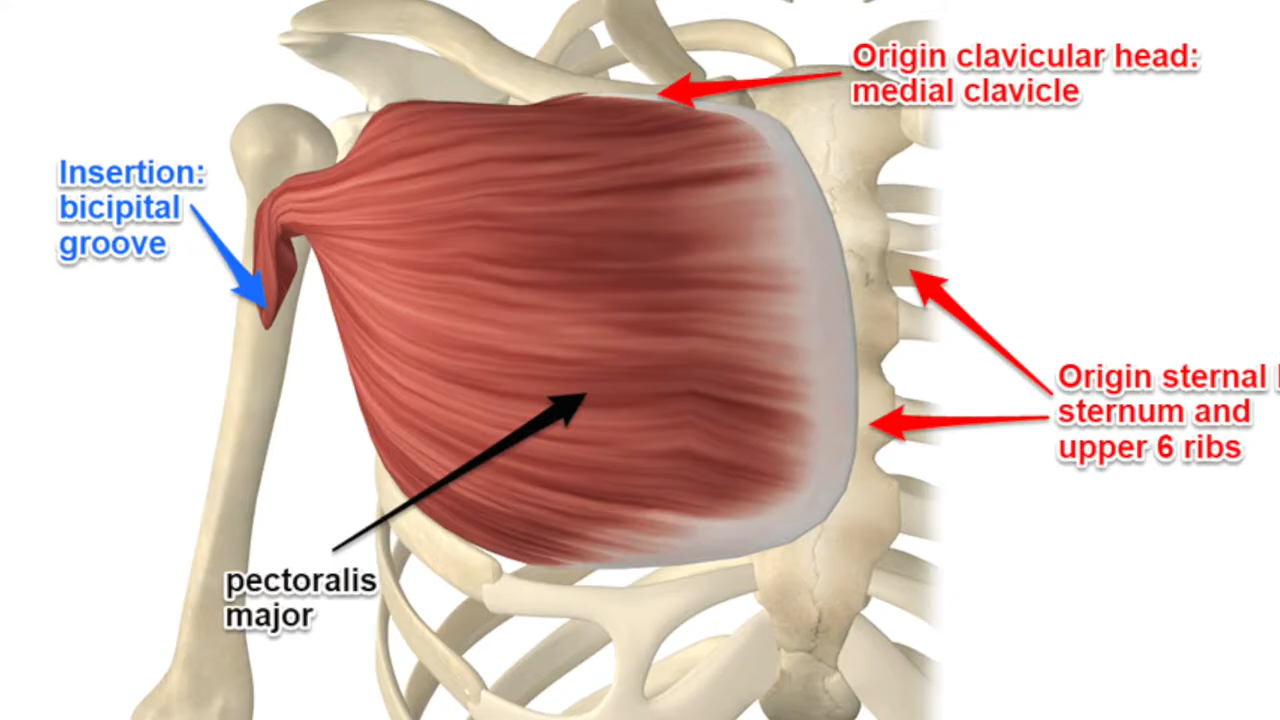 Origin clavicular head:
medial clavicle
Insertion:
bicipital
groove
Origin sternal
sternum and
upper 6 ribs
pectoralis
major